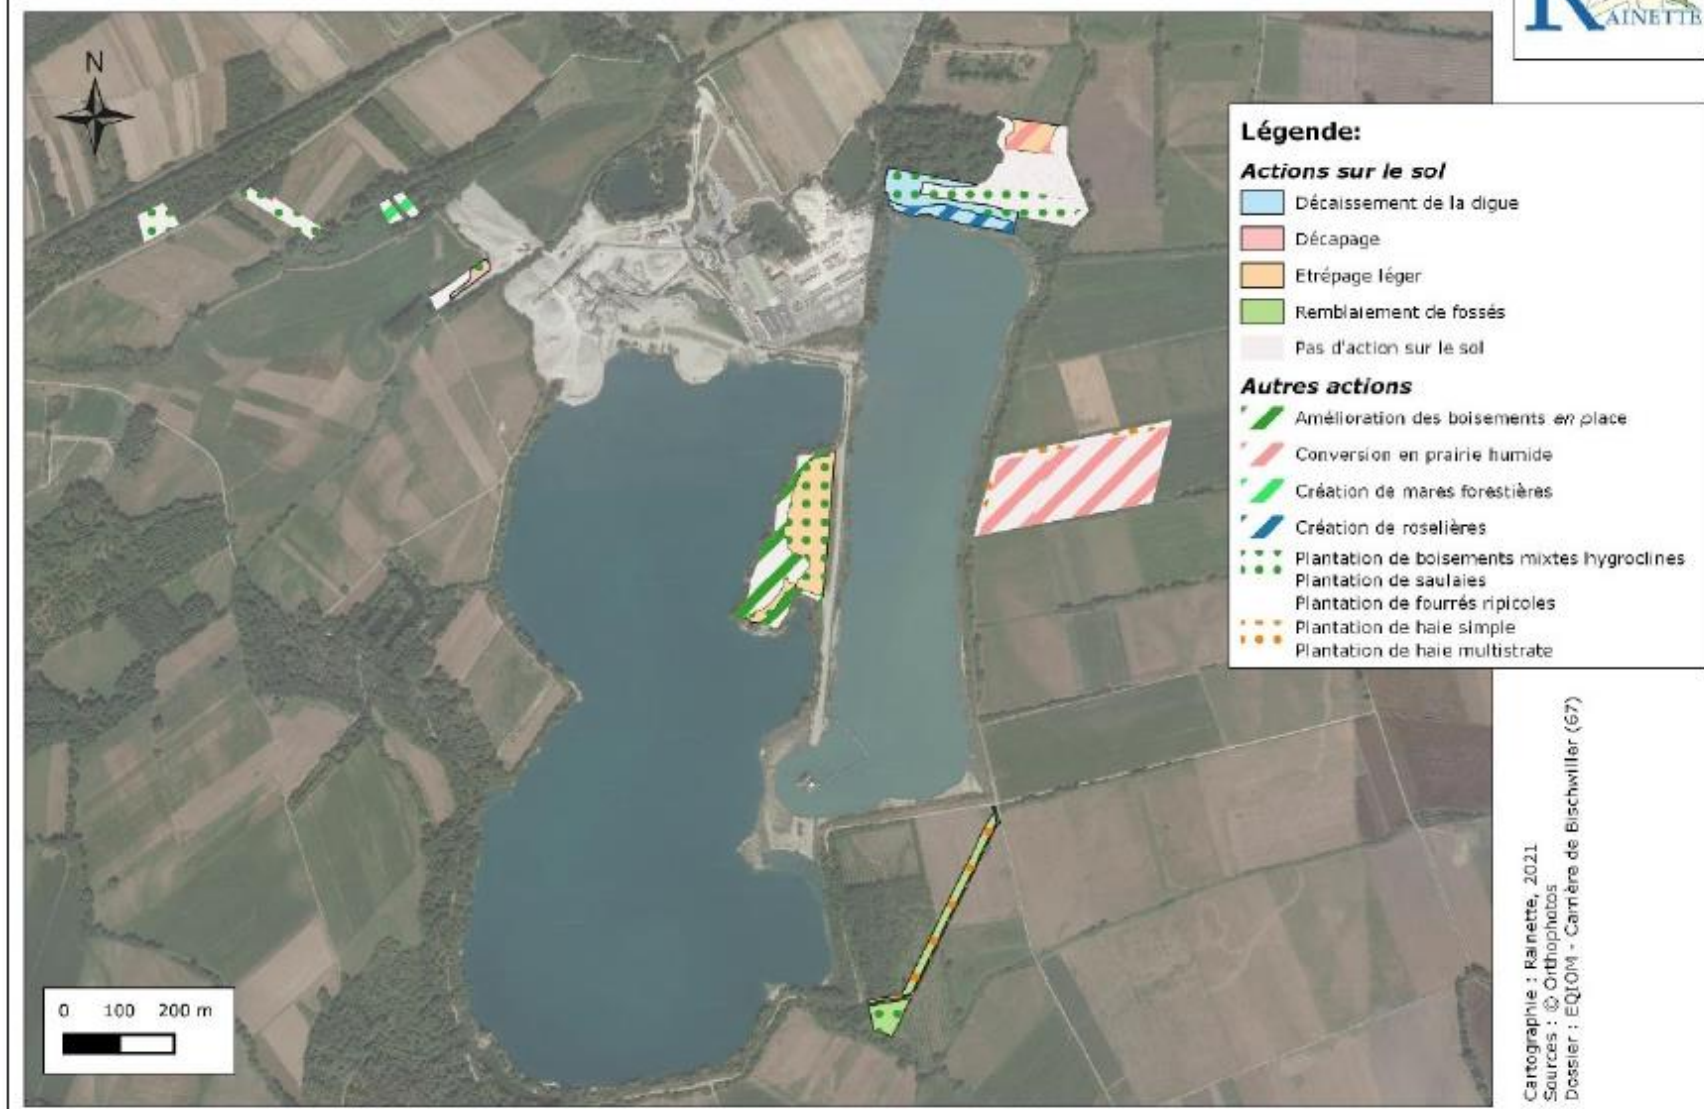 RAINETTE
N
Légende:
Actions sur le sol
Décaissement de la digue
Décapage
Etrépage léger
Remblaiement de fossés
Pas d'action sur le sol
Autres actions
Amélioration des boisements en place
Conversion en prairie humide
Création de mares forestières
Création de roselières
Plantation de boisements mixtes hygroclines
Plantation de saulaies
Plantation de fourrés ripicoles
Plantation de haie simple
Plantation de haie multistrate
0 100 200 m
Cartographie : Rainette, 2021
Sources : © Orthophotos
Dossier : EQIOM - Carrière de Bischwiller (67)